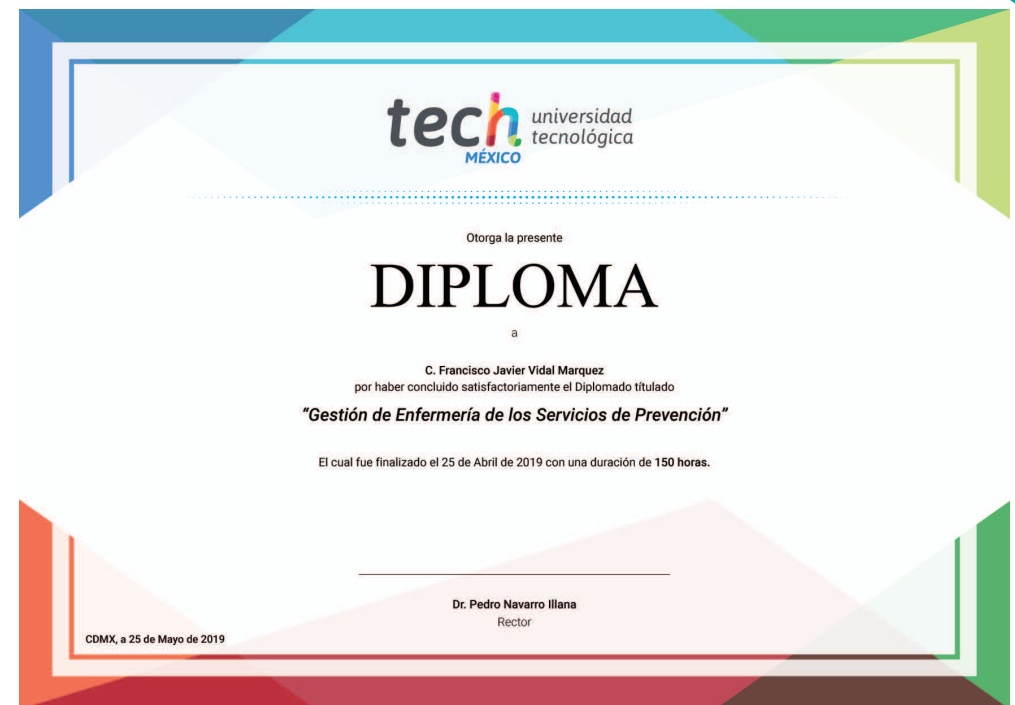 tech universidad
tecnológica
MÉXICO
Otorga la presente
DIPLOMA
a
C. Francisco Javier Vidal Marquez
por haber concluido satisfactoriamente el Diplomado títulado
“Gestión de Enfermería de los Servicios de Prevención”
El cual fue finalizado el 25 de Abril de 2019 con una duración de 150 horas.
Dr. Pedro Navarro Illana
Rector
CDMX, a 25 de Mayo de 2019